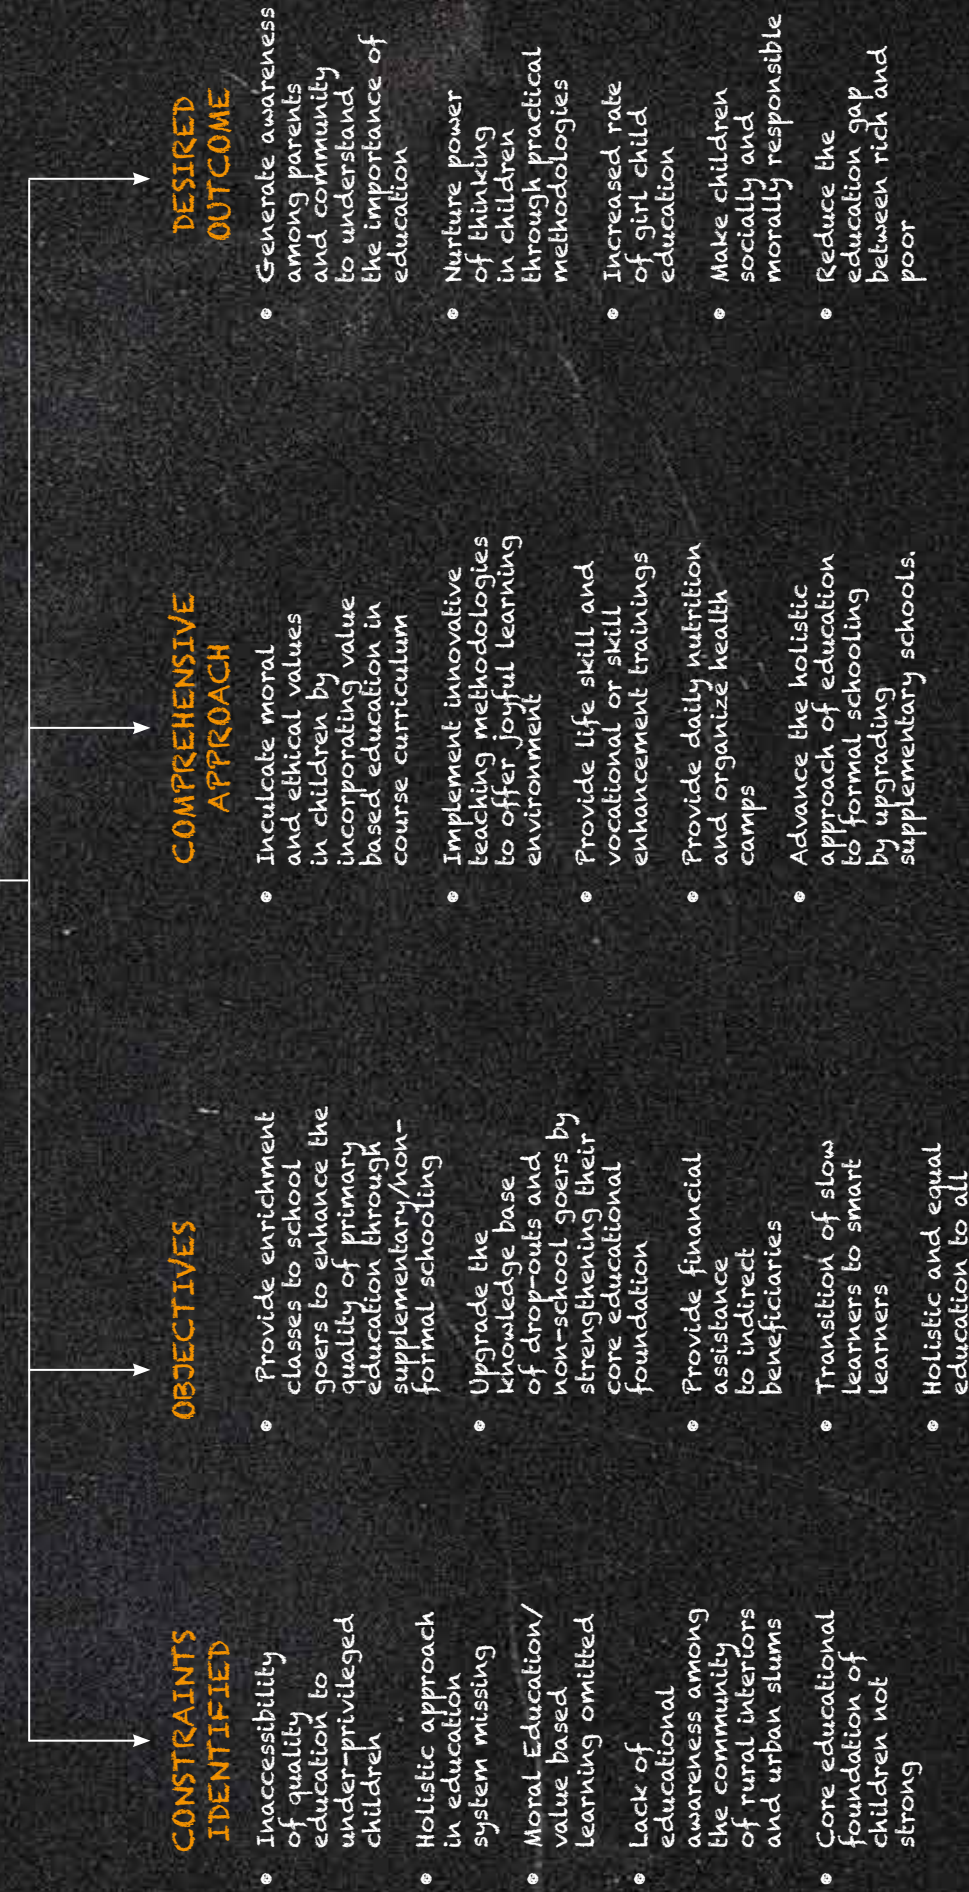 CONSTRAINTS
IDENTIFIED
Inaccessibility
of quality
education to
under-privileged
children
Holistic approach
in education
system missing
Moral Education/
value based
learning omitted
Lack of
educational
awareness among
the community
of rural interiors
and urban slums
Core educational
foundation of
children not
strong
OBJECTIVES
Provide enrichment
classes to school
goers to enhance the
quality of primary
education through
supplementary/non-
formal schooling
Upgrade the
knowledge base
of drop-outs and
non-school goers by
strengthening their
core educational
foundation
Provide financial
assistance
to indirect
beneficiaries
Transition of slow
learners to smart
learners
Holistic and equal
education to all
COMPREHENSIVE
APPROACH
Inculcate moral
and ethical values
in children by
incorporating value
based education in
course curriculum
Implement innovative
teaching methodologies
to offer joyful learning
environment
Provide life skill and
vocational or skill
enhancement trainings
Provide daily nutrition
and organize health
camps
Advance the holistic
approach of education
to formal schooling
by upgrading
supplementary schools.
DESIRED
OUTCOME
Generate awareness
among parents
and community
to understand
the importance of
education
Nurture power
of thinking
in children
through practical
methodologies
Increased rate
of girl child
education
Make children
socially and
morally responsible
Reduce the
education gap
between rich and
poor